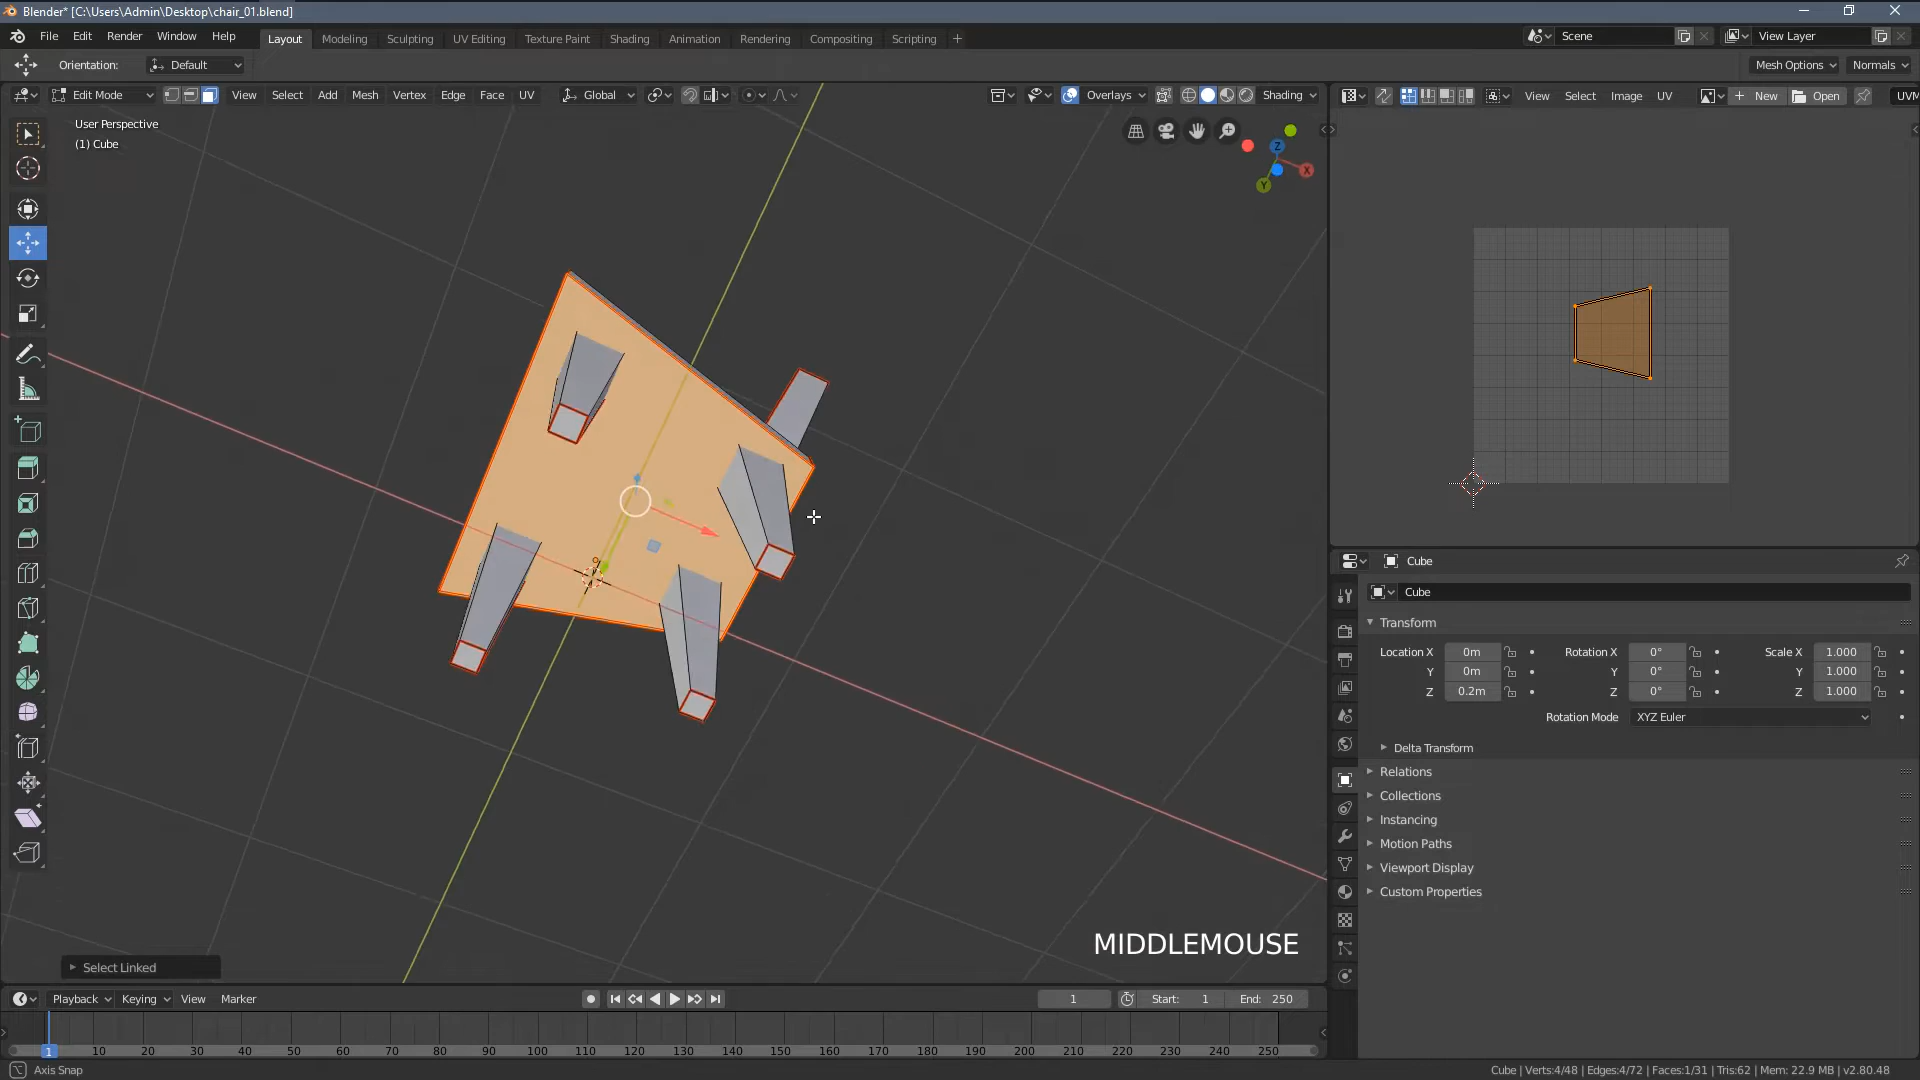 Blender* [C:\Users\Admin\Desktop\chair_01.blend]
File Edit Render Window Help Layout Modeling Sculpting UV Editing Texture Paint Shading Animation Rendering Compositing Scripting + Scene View Layer
Orientation: Default Mesh Options Normals
Edit Mode View Select Add Mesh Vertex Edge Face UV Global Overlays Shading View Select Image UV + New Open UVM
User Perspective
(1) Cube
Z
X
Y
Cube
Cube
Transform
Location X 0m Rotation X 0° Scale X 1.000
Y 0m Y 0° Y 1.000
Z 0.2m Z 0° Z 1.000
Rotation Mode XYZ Euler
Delta Transform
Relations
Collections
Instancing
Motion Paths
Viewport Display
Custom Properties
MIDDLEMOUSE
Select Linked
Playback Keying View Marker 1 Start: 1 End: 250
1 10 20 30 40 50 60 70 80 90 100 110 120 130 140 150 160 170 180 190 200 210 220 230 240 250
Axis Snap Cube | Verts:4/48 | Edges:4/72 | Faces:1/31 | Tris:62 | Mem: 22.9 MB | v2.80.48